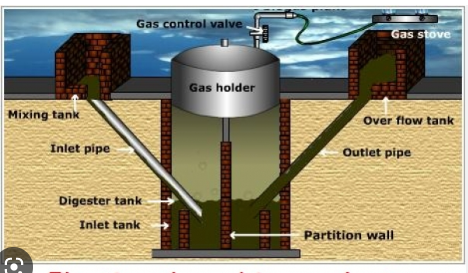 Gas control valve
Gas stove
Gas holder
Mixing tank
Over flow tank
Inlet pipe
Outlet pipe
Digester tank
Inlet tank
Partition wall